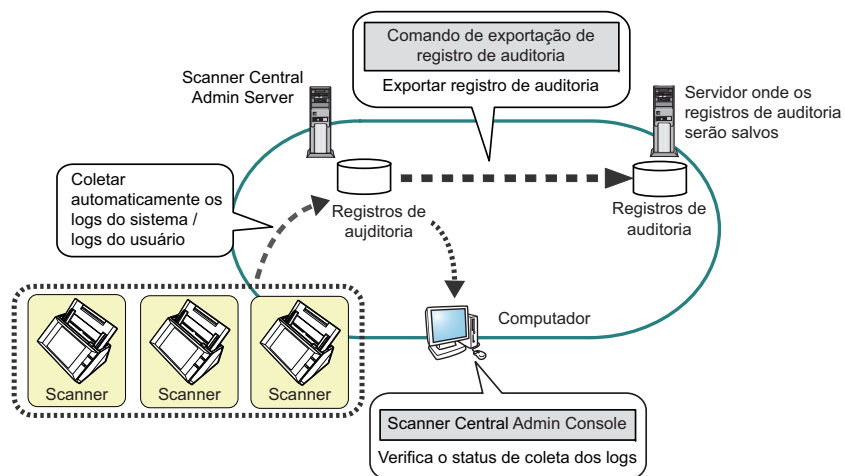 Comando de exportação de
registro de auditoria
Exportar registro de auditoria
Scanner Central
Admin Server
Servidor onde os
registros de auditoria
serão salvos
Coletar
automaticamente os
logs do sistema /
logs do usuário
Registros de
aujditoria
Registros de
auditoria
Computador
Scanner
Scanner
Scanner
Scanner Central Admin Console
Verifica o status de coleta dos logs